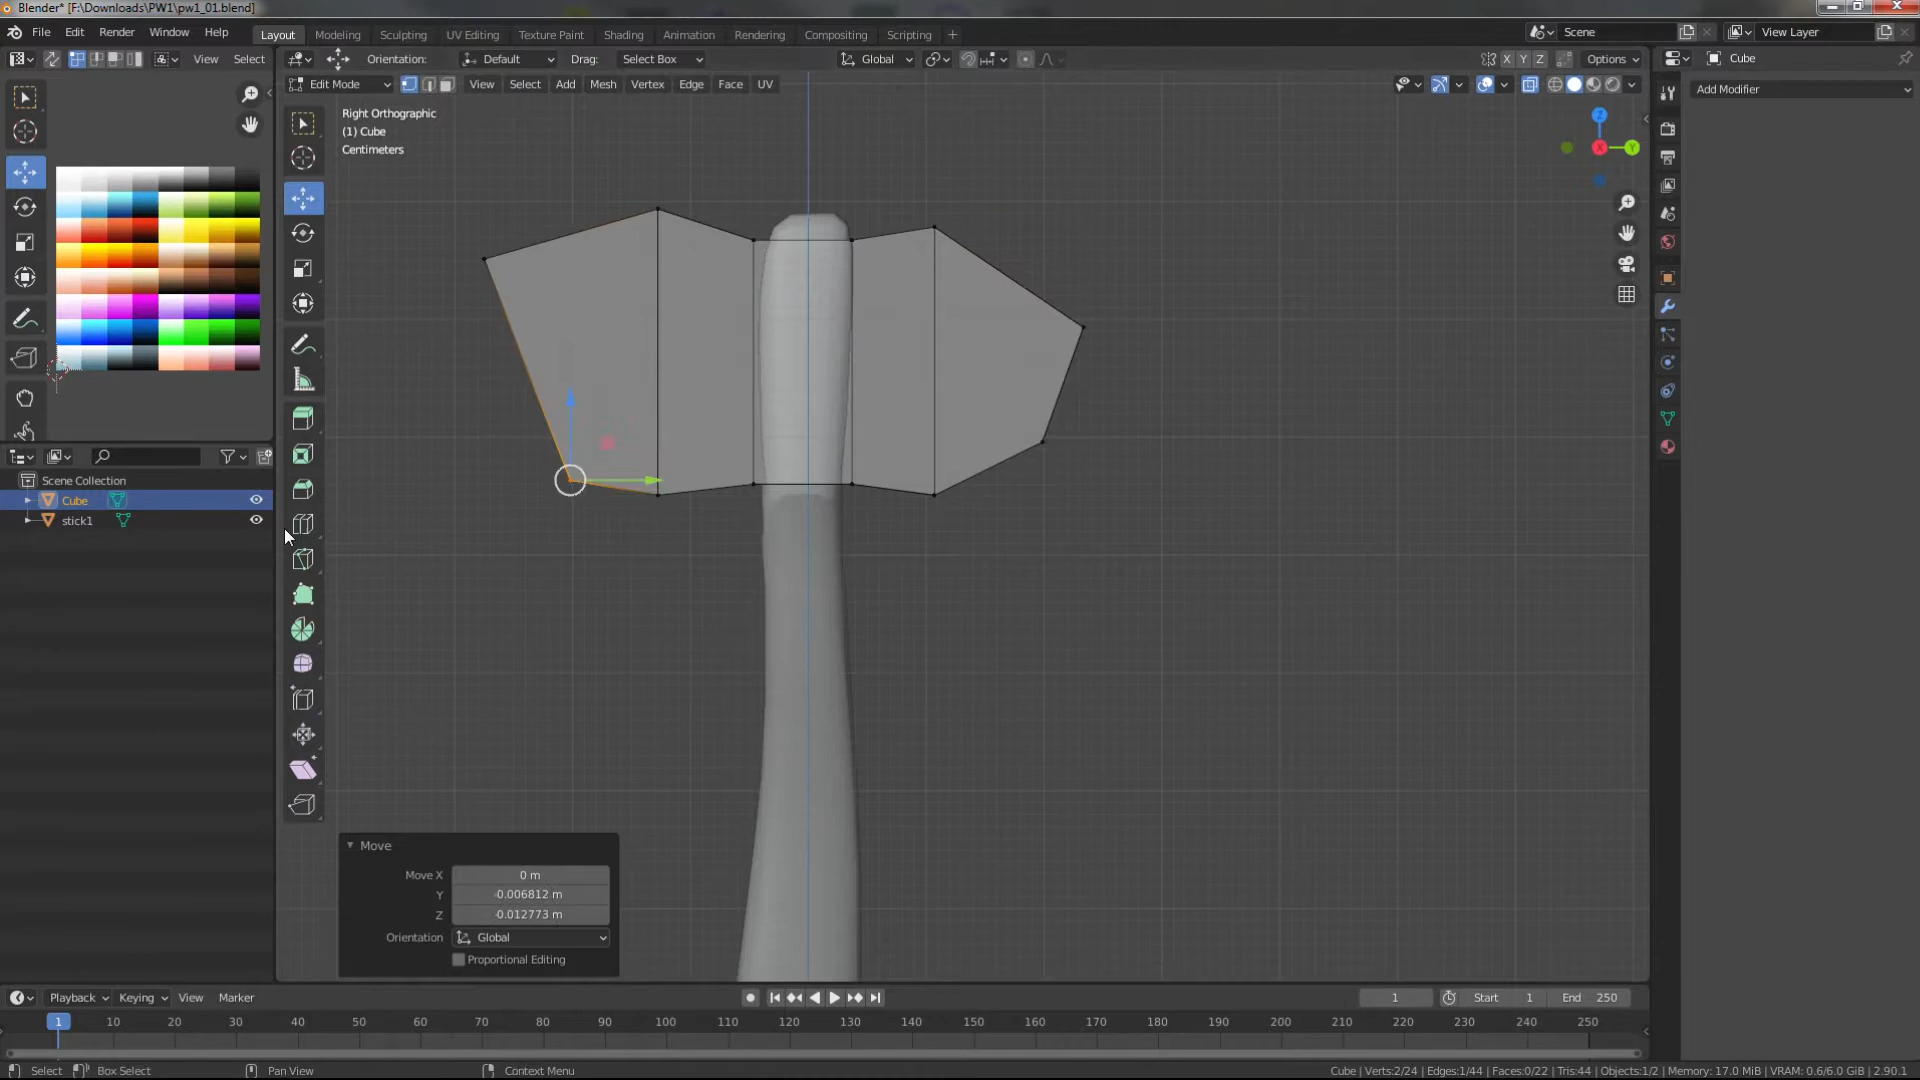 Blender* [F:\Downloads\PW1\pw1_01.blend]
File Edit Render Window Help Layout Modeling Sculpting UV Editing Texture Paint Shading Animation Rendering Compositing Scripting + Scene View Layer
View Select Orientation: Default Drag: Select Box Global X Y Z Options Cube
Edit Mode View Select Add Mesh Vertex Edge Face UV Add Modifier
Right Orthographic
(1) Cube
Centimeters
Z
X
Y
Scene Collection
Cube
stick1
Move
Move X 0 m
Y -0.006812 m
Z -0.012773 m
Orientation Global
Proportional Editing
Playback Keying View Marker 1 Start 1 End 250
1 10 20 30 40 50 60 70 80 90 100 110 120 130 140 150 160 170 180 190 200 210 220 230 240 250
Select Box Select Pan View Context Menu Cube | Verts:2/24 | Edges:1/44 | Faces:0/22 | Tris:44 | Objects:1/2 | Memory: 17.0 MiB | VRAM: 0.6/6.0 GiB | 2.90.1